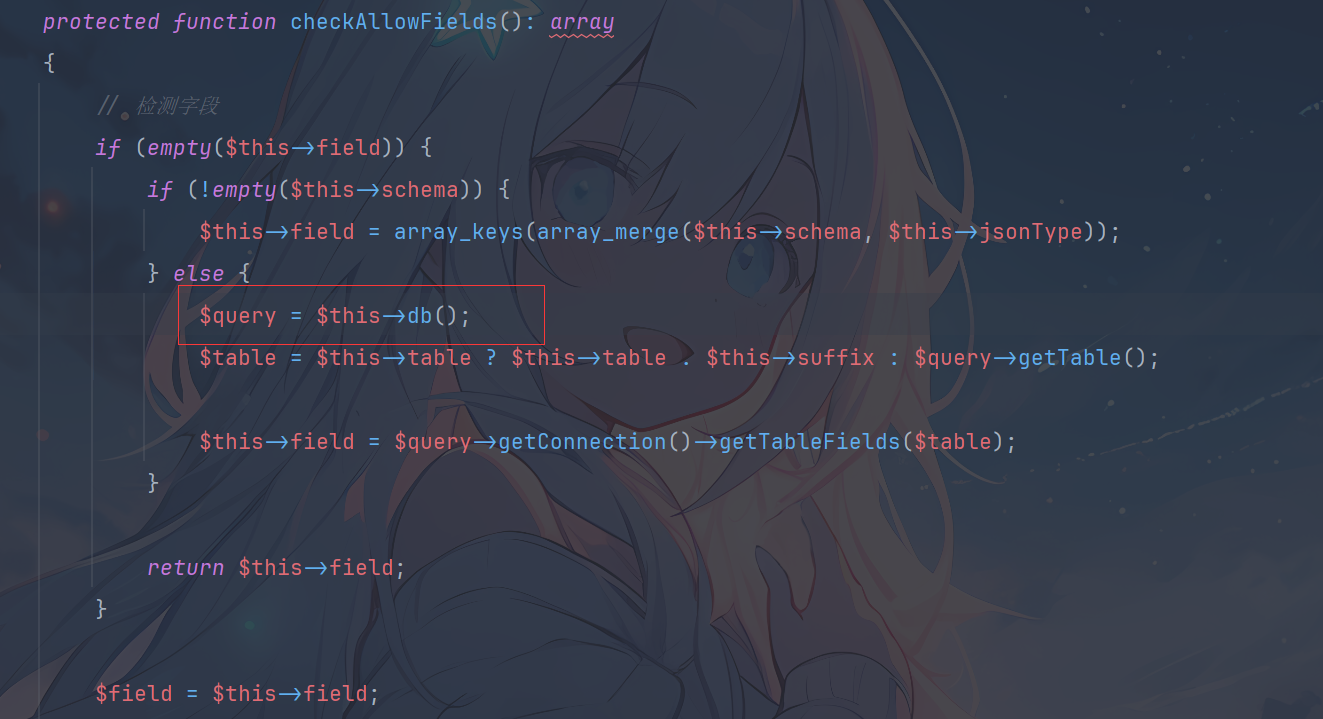 protected function checkAllowFields(): array
{
// 检测字段
if (empty($this->field)) {
if (!empty($this->schema)) {
$this->field = array_keys(array_merge($this->schema, $this->jsonType));
} else {
$query = $this->db();
$table = $this->table ? $this->table . $this->suffix : $query->getTable();
$this->field = $query->getConnection()->getTableFields($table);
}
return $this->field;
}
$field = $this->field;